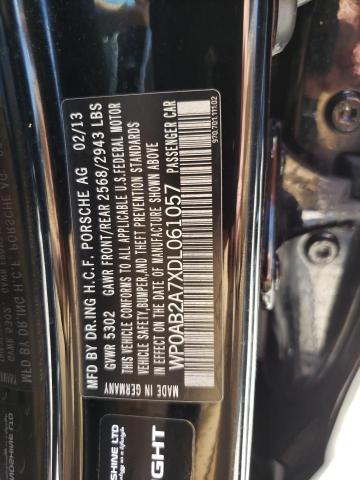 MFD BY DR.ING H.C.F. PORSCHE AG 02/13
GVWR 5302 GAWR FRONT/REAR 2568/2943 LBS
THIS VEHICLE CONFORMS TO ALL APPLICABLE U.S. FEDERAL MOTOR
VEHICLE SAFETY, BUMPER, AND THEFT PREVENTION STANDARDS
IN EFFECT ON THE DATE OF MANUFACTURE SHOWN ABOVE
WP0AB2A7XDL061057 PASSENGER CAR
MADE IN GERMANY
970.701.111.02
SHINE LTD